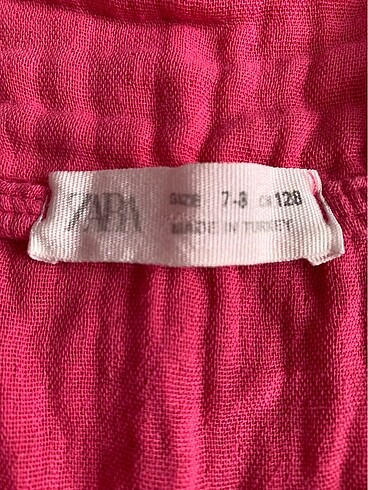 ZARA SIZE 7-8 CM 128
MADE IN TURKEY